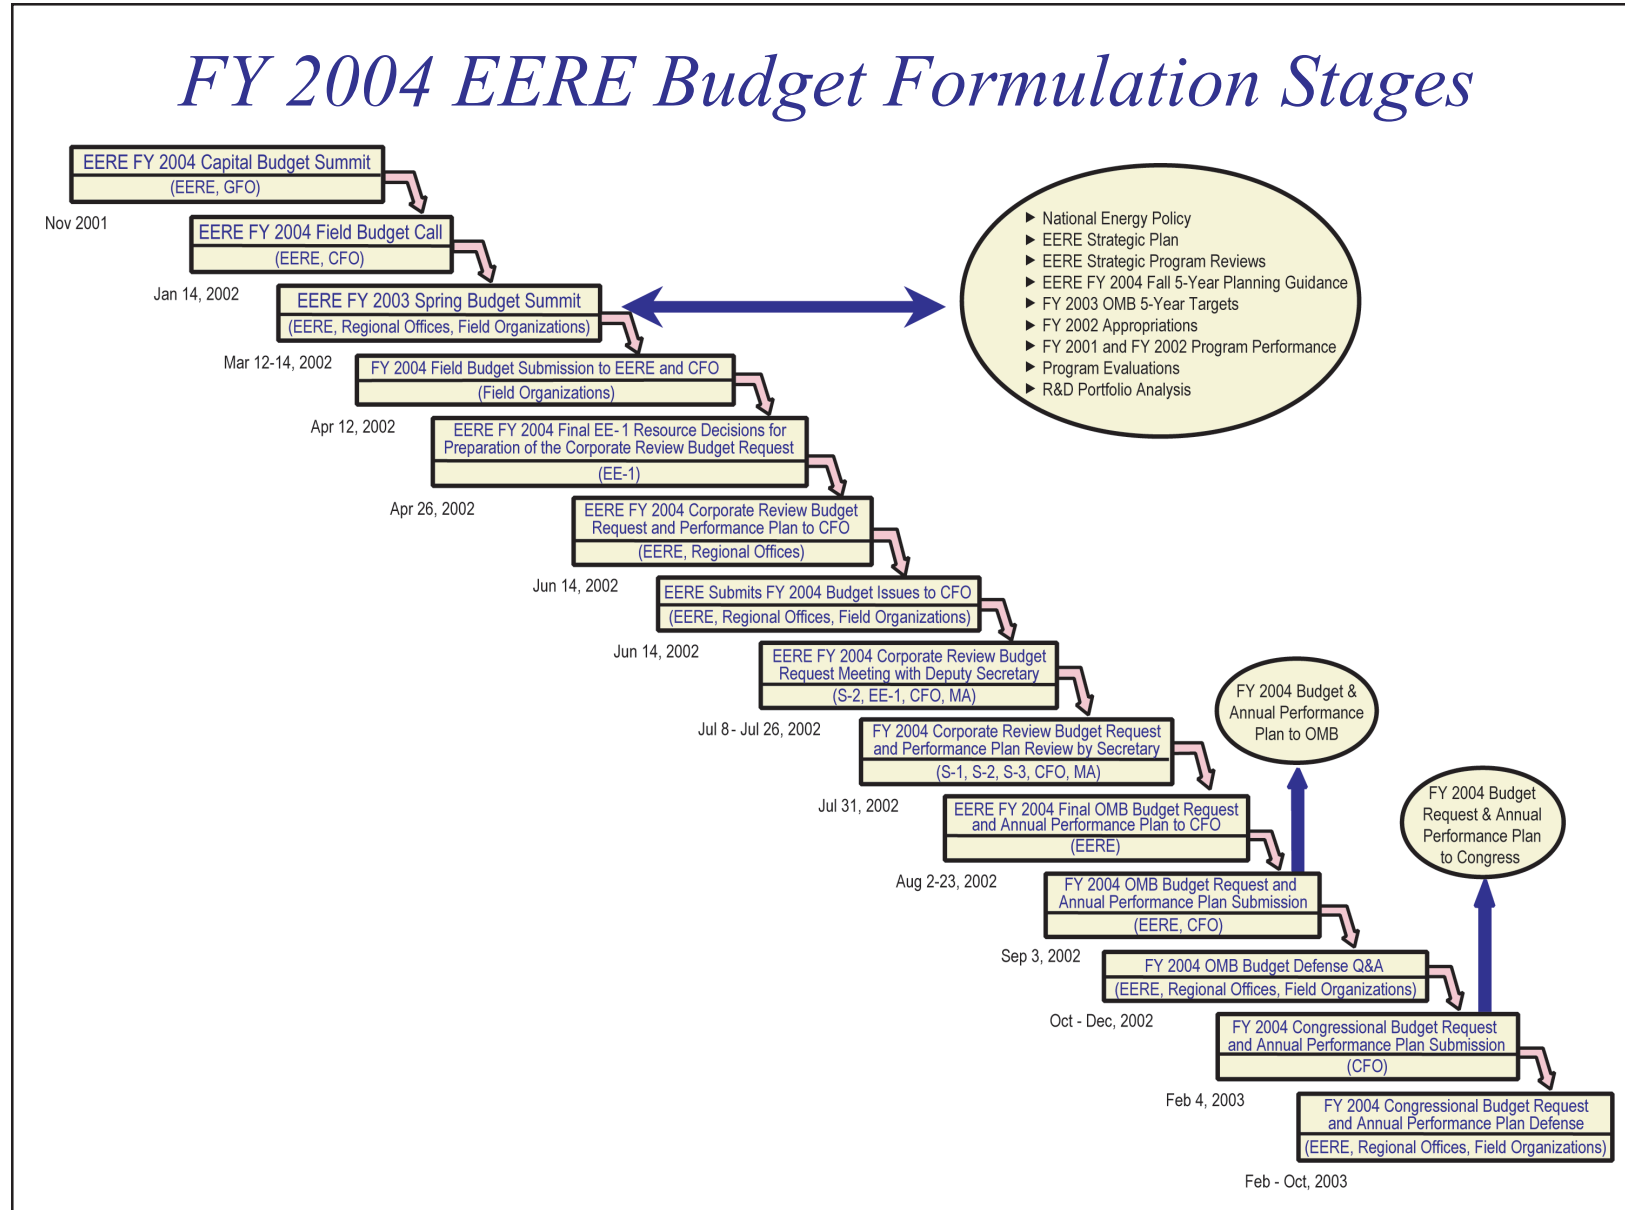 FY 2004 EERE Budget Formulation Stages
EERE FY 2004 Capital Budget Summit
(EERE, GFO)
Nov 2001
EERE FY 2004 Field Budget Call
(EERE, CFO)
Jan 14, 2002
EERE FY 2003 Spring Budget Summit
(EERE, Regional Offices, Field Organizations)
Mar 12-14, 2002
National Energy Policy
EERE Strategic Plan
EERE Strategic Program Reviews
EERE FY 2004 Fall 5-Year Planning Guidance
FY 2003 OMB 5-Year Targets
FY 2002 Appropriations
FY 2001 and FY 2002 Program Performance
Program Evaluations
R&D Portfolio Analysis
FY 2004 Field Budget Submission to EERE and CFO
(Field Organizations)
Apr 12, 2002
EERE FY 2004 Final EE-1 Resource Decisions for
Preparation of the Corporate Review Budget Request
(EE-1)
Apr 26, 2002
EERE FY 2004 Corporate Review Budget
Request and Performance Plan to CFO
(EERE, Regional Offices)
Jun 14, 2002
EERE Submits FY 2004 Budget Issues to CFO
(EERE, Regional Offices, Field Organizations)
Jun 14, 2002
EERE FY 2004 Corporate Review Budget
Request Meeting with Deputy Secretary
(S-2, EE-1, CFO, MA)
Jul 8 - Jul 26, 2002
FY 2004 Corporate Review Budget Request
and Performance Plan Review by Secretary
(S-1, S-2, S-3, CFO, MA)
Jul 31, 2002
FY 2004 Budget &
Annual Performance
Plan to OMB
EERE FY 2004 Final OMB Budget Request
and Annual Performance Plan to CFO
(EERE)
Aug 2-23, 2002
FY 2004 Budget
Request & Annual
Performance Plan
to Congress
FY 2004 OMB Budget Request and
Annual Performance Plan Submission
(EERE, CFO)
Sep 3, 2002
FY 2004 OMB Budget Defense Q&A
(EERE, Regional Offices, Field Organizations)
Oct - Dec, 2002
FY 2004 Congressional Budget Request
and Annual Performance Plan Submission
(CFO)
Feb 4, 2003
FY 2004 Congressional Budget Request
and Annual Performance Plan Defense
(EERE, Regional Offices, Field Organizations)
Feb - Oct, 2003